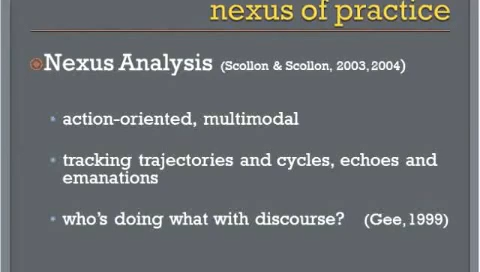 nexus of practice
Nexus Analysis (Scollon & Scollon, 2003, 2004)
action-oriented, multimodal
tracking trajectories and cycles, echoes and
emanations
who's doing what with discourse? (Gee, 1999)